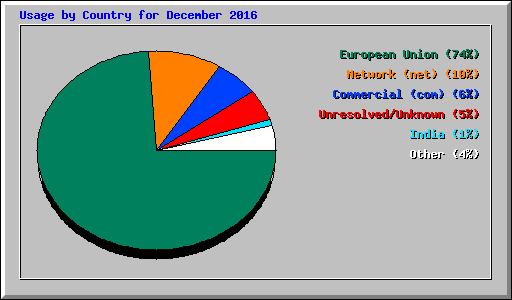 Usage by Country for December 2016
European Union (74%)
Network (net) (10%)
Commercial (com) (6%)
Unresolved/Unknown (5%)
India (1%)
Other (4%)